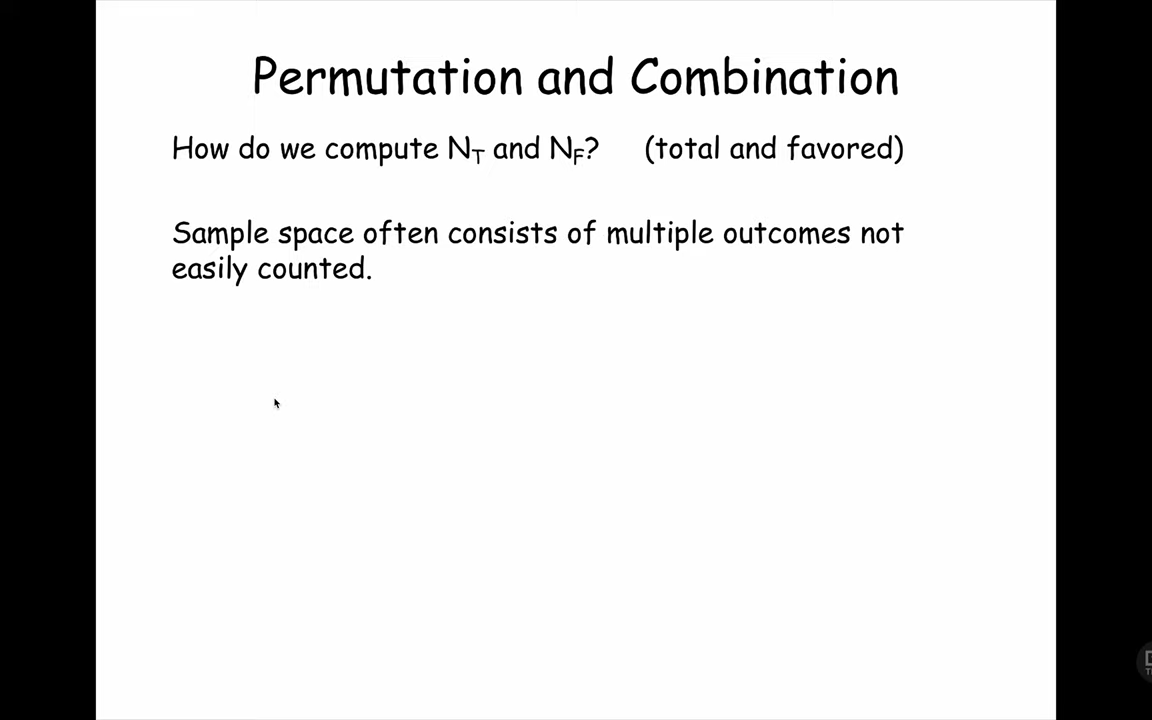 Permutation and Combination
How do we compute N_T and N_F? (total and favored)
Sample space often consists of multiple outcomes not
easily counted.